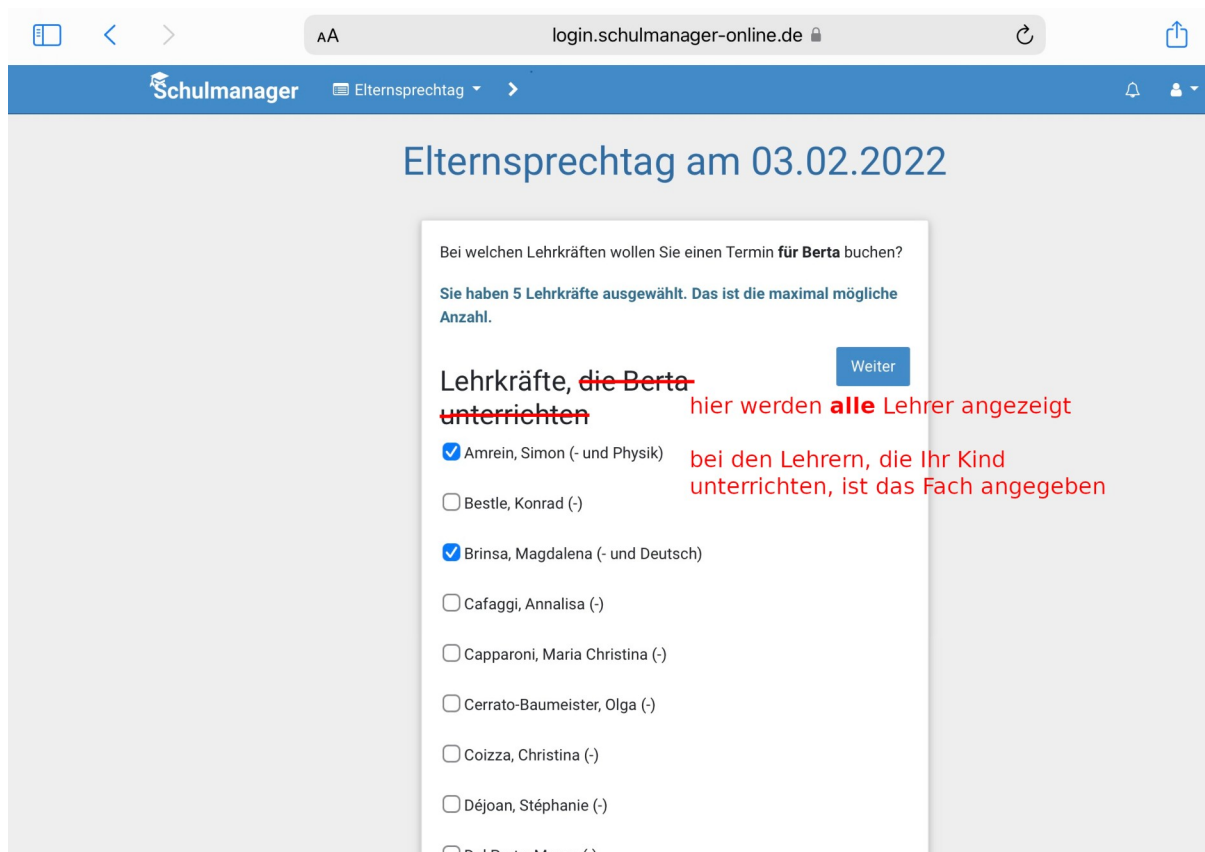 AA login.schulmanager-online.de
Schulmanager Elternsprechtag
Elternsprechtag am 03.02.2022
Bei welchen Lehrkräften wollen Sie einen Termin für Berta buchen?
Sie haben 5 Lehrkräfte ausgewählt. Das ist die maximal mögliche
Anzahl.
Weiter
Lehrkräfte, die Berta
unterrichten
hier werden alle Lehrer angezeigt
Amrein, Simon (- und Physik)
bei den Lehrern, die Ihr Kind
unterrichten, ist das Fach angegeben
Bestle, Konrad (-)
Brinsa, Magdalena (- und Deutsch)
Cafaggi, Annalisa (-)
Capparoni, Maria Christina (-)
Cerrato-Baumeister, Olga (-)
Coizza, Christina (-)
Déjoan, Stéphanie (-)